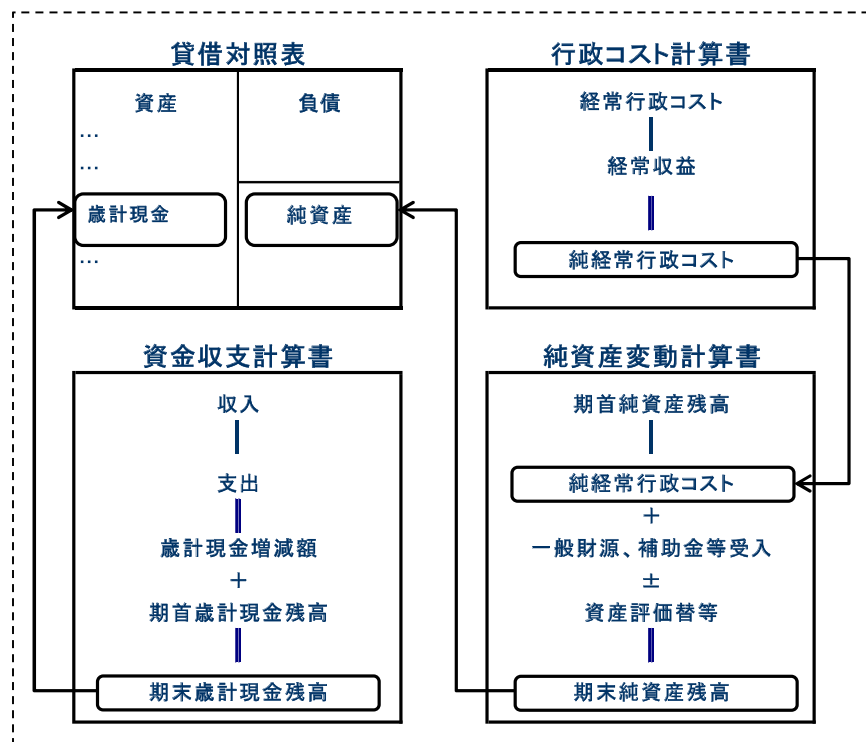 貸借対照表
資産
負債
…
…
歳計現金
純資産
…
行政コスト計算書
経常行政コスト
経常収益
純経常行政コスト
資金収支計算書
収入
支出
歳計現金増減額
＋
期首歳計現金残高
期末歳計現金残高
純資産変動計算書
期首純資産残高
純経常行政コスト
＋
一般財源、補助金等受入
±
資産評価替等
期末純資産残高